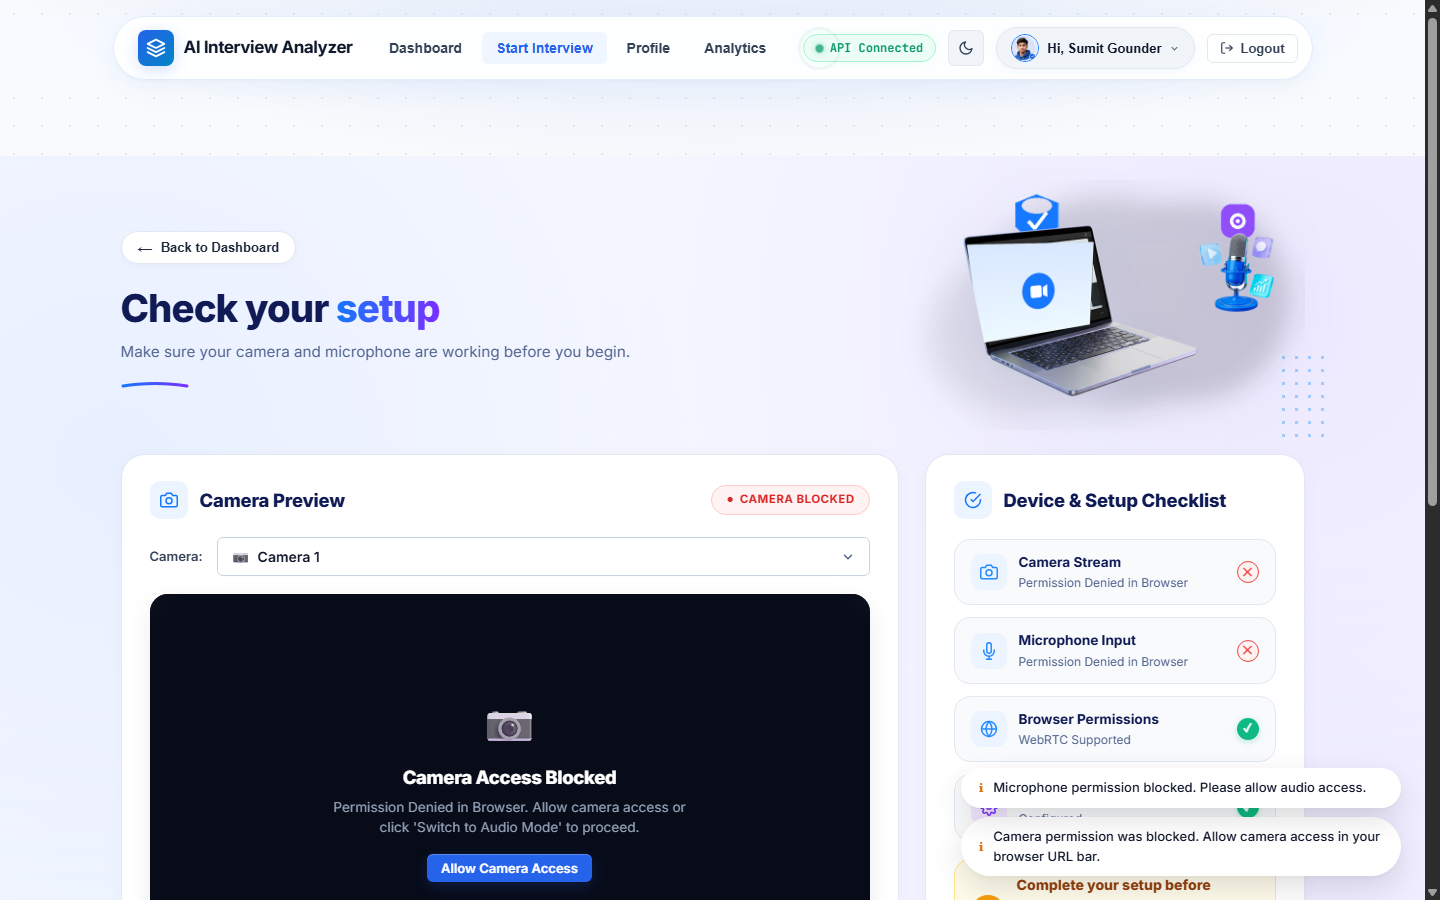 AI Interview Analyzer
Dashboard
Start Interview
Profile
Analytics
API Connected
Hi, Sumit Gounder
Logout
← Back to Dashboard
Check your setup
Make sure your camera and microphone are working before you begin.
Camera Preview
CAMERA BLOCKED
Camera:
Camera 1
Camera Access Blocked
Permission Denied in Browser. Allow camera access or
click 'Switch to Audio Mode' to proceed.
Allow Camera Access
Device & Setup Checklist
Camera Stream
Permission Denied in Browser
Microphone Input
Permission Denied in Browser
Browser Permissions
WebRTC Supported
Microphone permission blocked. Please allow audio access.
Camera permission was blocked. Allow camera access in your
browser URL bar.
Complete your setup before